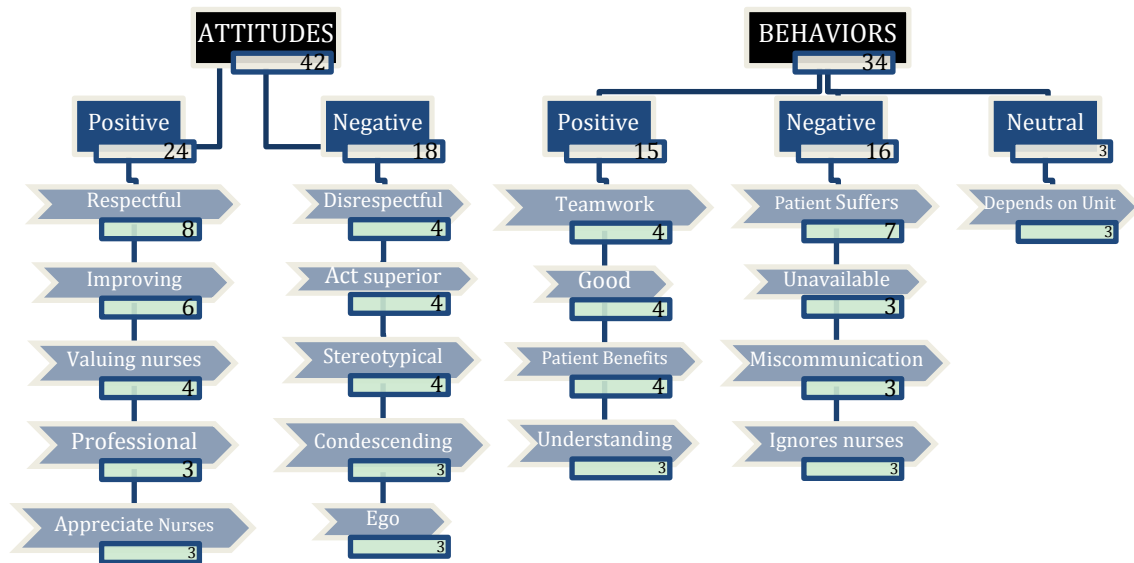 ATTITUDES
42
Positive
24
Respectful
8
Improving
6
Valuing nurses
4
Professional
3
Appreciate Nurses
3
Negative
18
Disrespectful
4
Act superior
4
Stereotypical
4
Condescending
3
Ego
3
BEHAVIORS
34
Positive
15
Teamwork
4
Good
4
Patient Benefits
4
Understanding
3
Negative
16
Patient Suffers
7
Unavailable
3
Miscommunication
3
Ignores nurses
3
Neutral
3
Depends on Unit
3